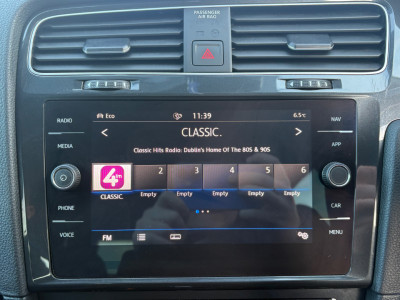 PASSENGER
AIR BAG
RADIO
MEDIA
PHONE
VOICE
Eco
11:39
6.5°C
< CLASSIC. >
Classic Hits Radio: Dublin's Home Of The 80S & 90S
4fm 2 3 4 5 6
CLASSIC. Empty Empty Empty Empty Empty
FM
NAV
APP
CAR
MENU